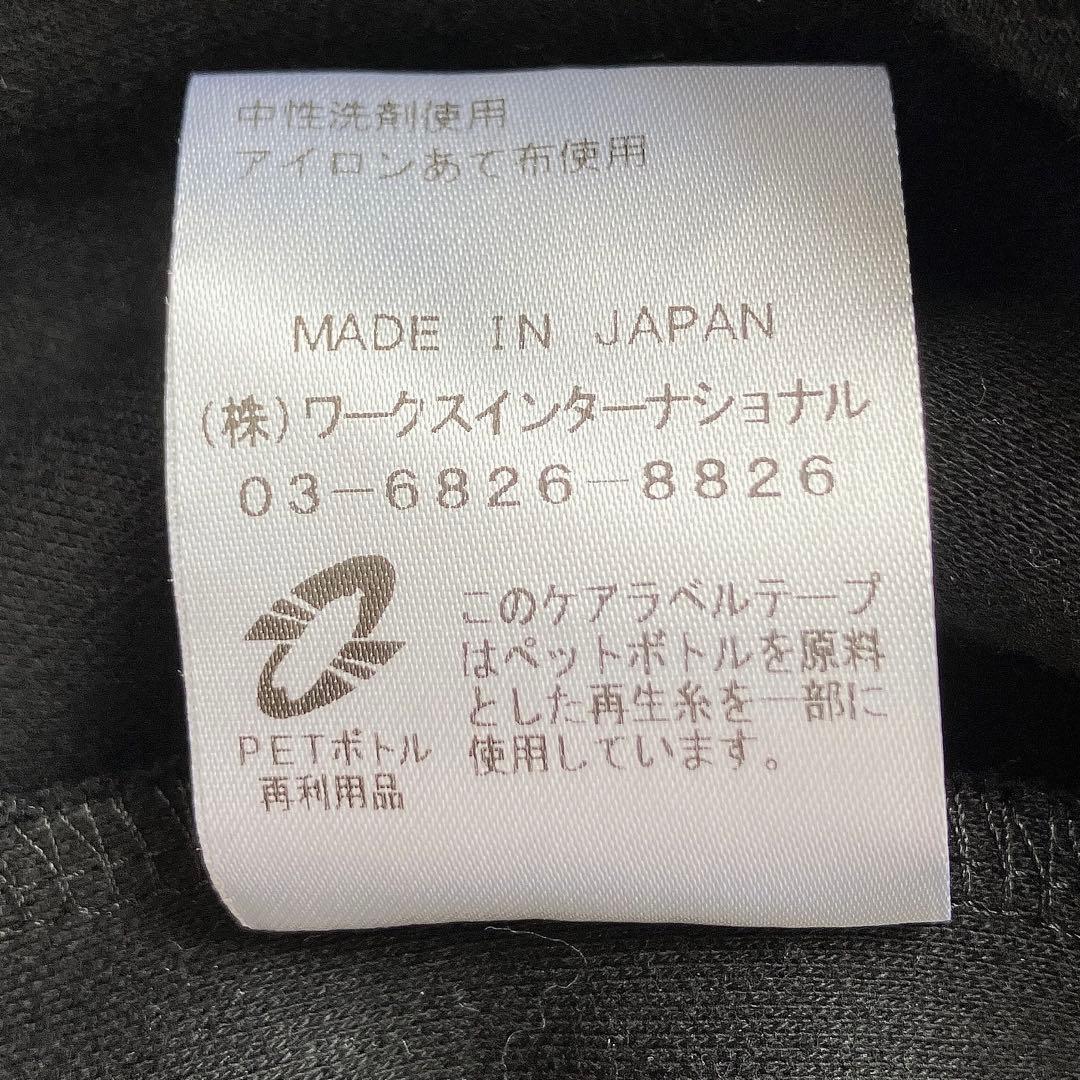 中性洗剤使用
アイロンあて布使用
MADE IN JAPAN
(株)ワークスインターナショナル
03-6826-8826
このケアラベルテープ
はペットボトルを原料
とした再生糸を一部に
使用しています。
PETボトル
再利用品